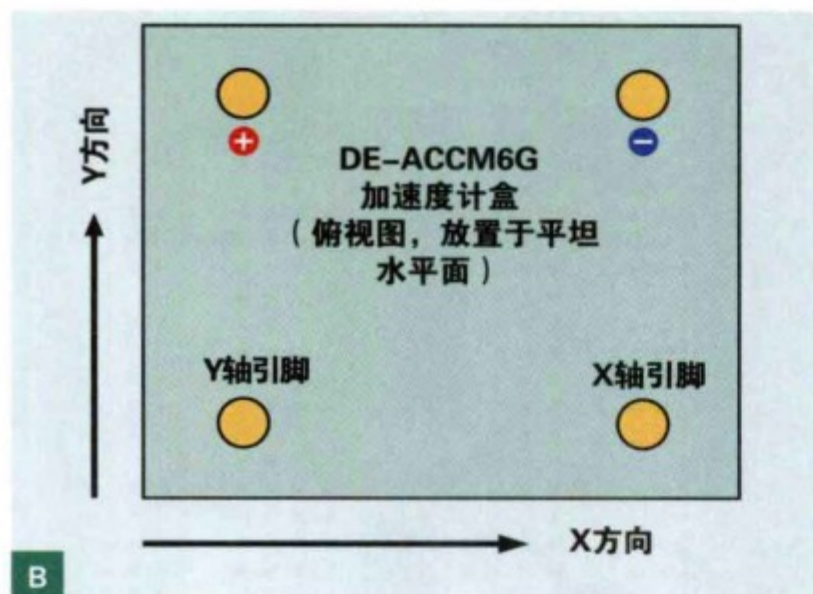 +
−
DE-ACCM6G
加速度计盒
（俯视图，放置于平坦
水平面）
Y方向
Y轴引脚
X轴引脚
X方向
B